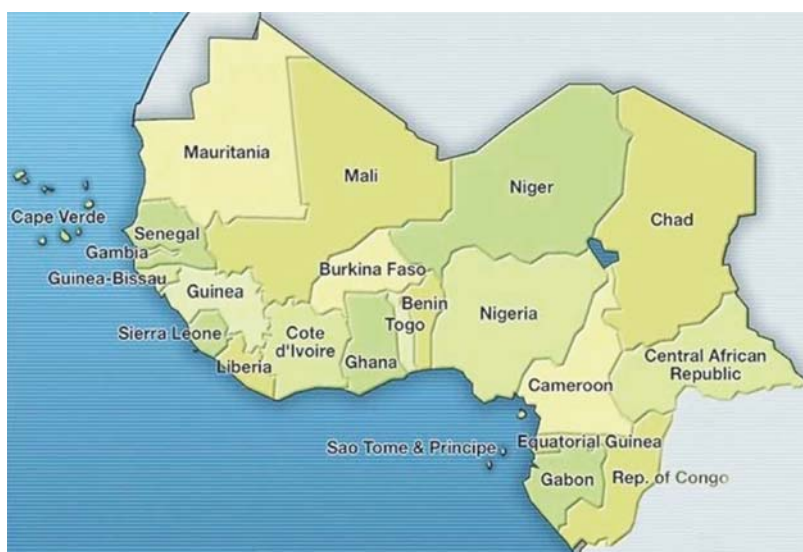 Mauritania
Mali
Niger
Chad
Cape Verde
Senegal
Gambia
Guinea-Bissau
Guinea
Burkina Faso
Benin
Togo
Nigeria
Sierra Leone
Liberia
Cote
d'Ivoire
Ghana
Cameroon
Central African
Republic
Sao Tome & Principe
Equatorial Guinea
Gabon
Rep. of Congo